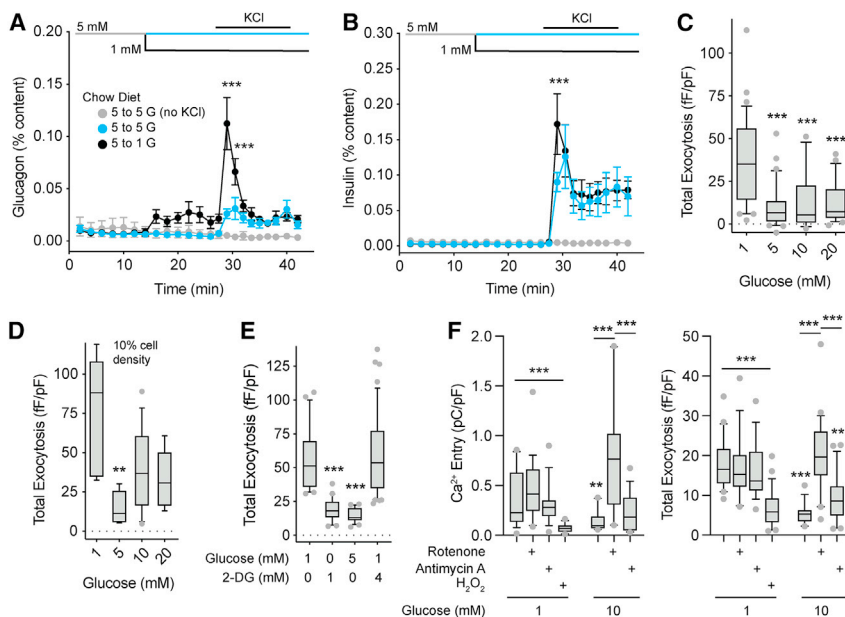 A
5 mM
KCl
1 mM
0.20
0.15
0.10
0.05
0.00
Glucagon (% content)
Chow Diet
5 to 5 G (no KCl)
5 to 5 G
5 to 1 G
***
***
0 10 20 30 40 50
Time (min)
B
5 mM
KCl
1 mM
0.30
0.25
0.20
0.15
0.10
0.05
0.00
Insulin (% content)
***
0 10 20 30 40 50
Time (min)
C
100
75
50
25
0
Total Exocytosis (fF/pF)
*** *** ***
1 5 10 20
Glucose (mM)
D
10% cell
density
100
75
50
25
0
Total Exocytosis (fF/pF)
**
1 5 10 20
Glucose (mM)
E
125
100
75
50
25
0
Total Exocytosis (fF/pF)
***
***
Glucose (mM) 1 0 5 1
2-DG (mM) 0 1 0 4
F
2.0
1.5
1.0
0.5
0.0
Ca²⁺ Entry (pC/pF)
***
*** ***
**
Rotenone + +
Antimycin A + +
H₂O₂ +
Glucose (mM) 1 10
50
40
30
20
10
0
Total Exocytosis (fF/pF)
***
*** ***
***
**
+ +
+ +
+
1 10